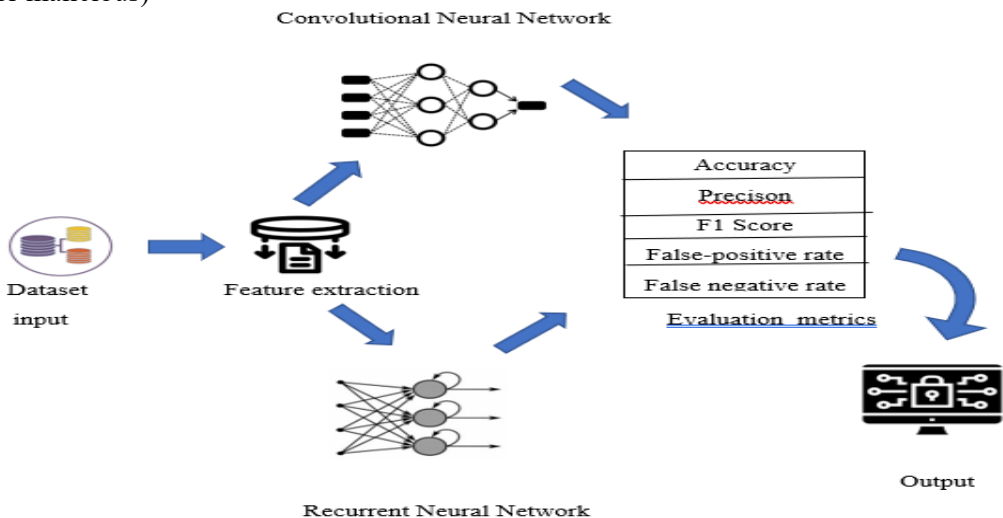 Convolutional Neural Network
Accuracy
Precison
F1 Score
False-positive rate
False negative rate
Evaluation metrics
Dataset
input
Feature extraction
Output
Recurrent Neural Network